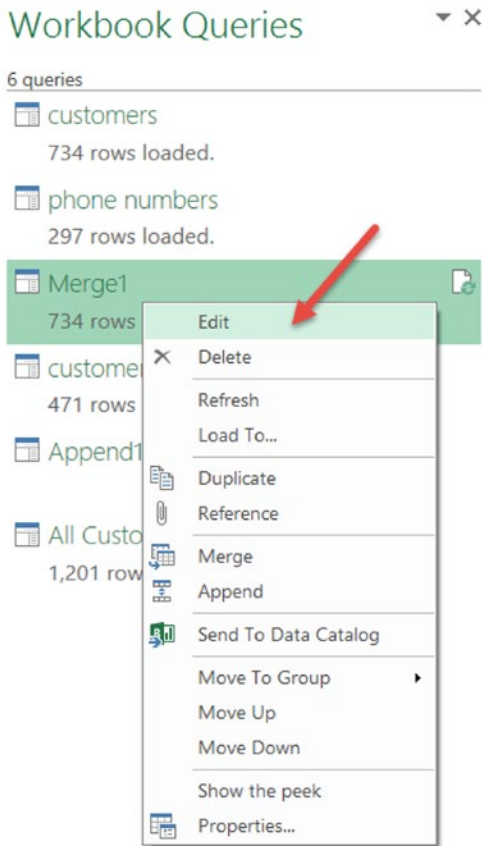 Workbook Queries
6 queries
customers
734 rows loaded.
phone numbers
297 rows loaded.
Merge1
734 rows
Edit
Delete
custome
471 rows
Refresh
Load To...
Append1
Duplicate
Reference
All Custo
1,201 row
Merge
Append
Send To Data Catalog
Move To Group
Move Up
Move Down
Show the peek
Properties...